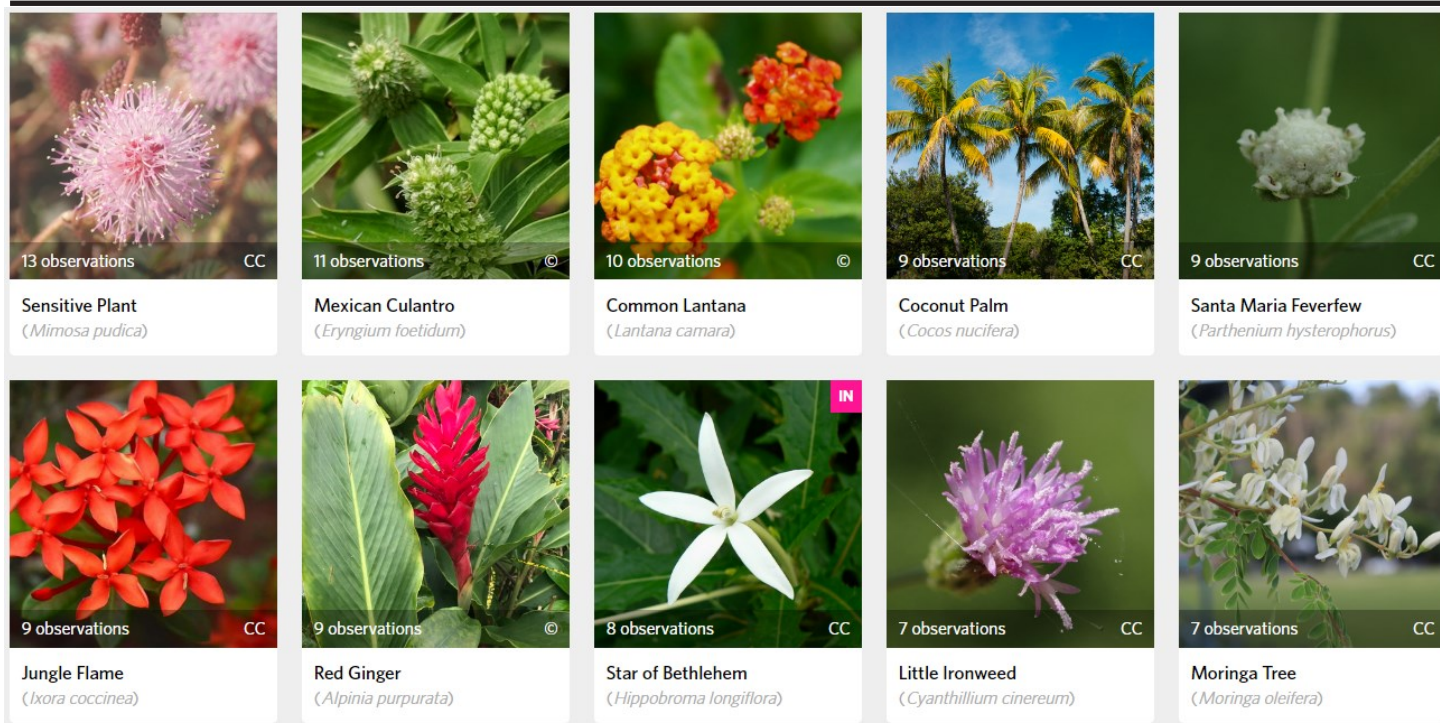 13 observations CC
11 observations ©
10 observations ©
9 observations CC
9 observations CC
Sensitive Plant
(Mimosa pudica)
Mexican Culantro
(Eryngium foetidum)
Common Lantana
(Lantana camara)
Coconut Palm
(Cocos nucifera)
Santa Maria Feverfew
(Parthenium hysterophorus)
IN
9 observations CC
9 observations ©
8 observations CC
7 observations CC
7 observations CC
Jungle Flame
(Ixora coccinea)
Red Ginger
(Alpinia purpurata)
Star of Bethlehem
(Hippobroma longiflora)
Little Ironweed
(Cyanthillium cinereum)
Moringa Tree
(Moringa oleifera)